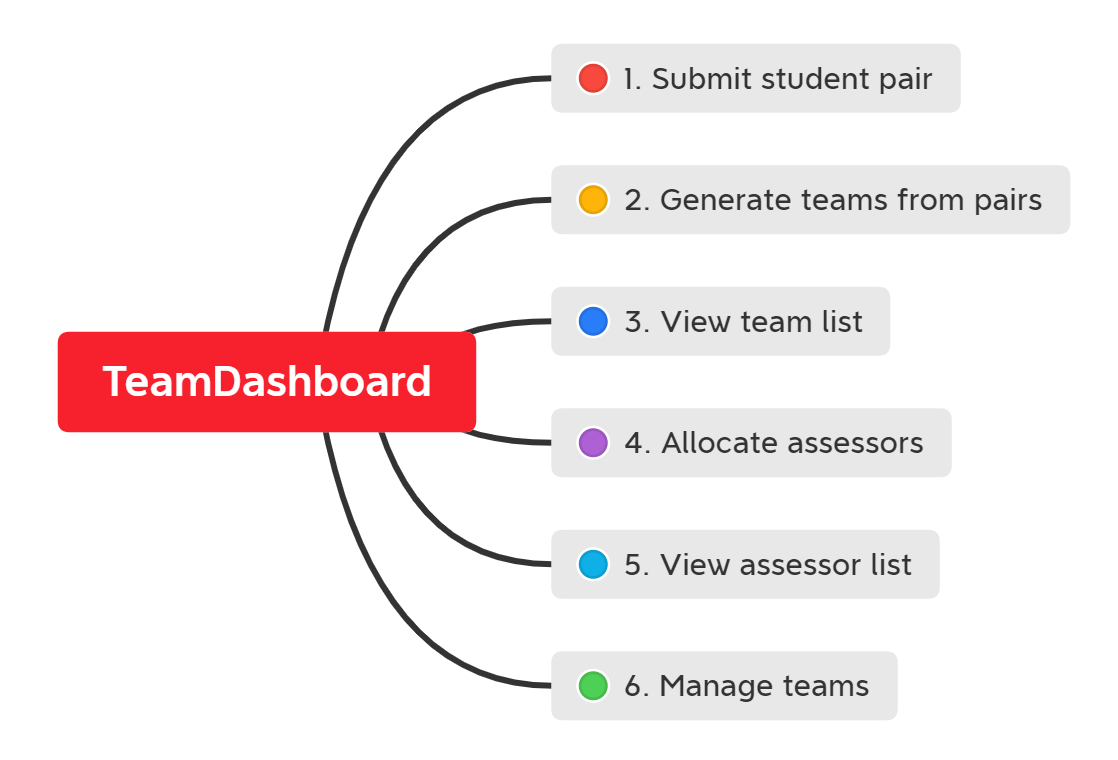 TeamDashboard
1. Submit student pair
2. Generate teams from pairs
3. View team list
4. Allocate assessors
5. View assessor list
6. Manage teams